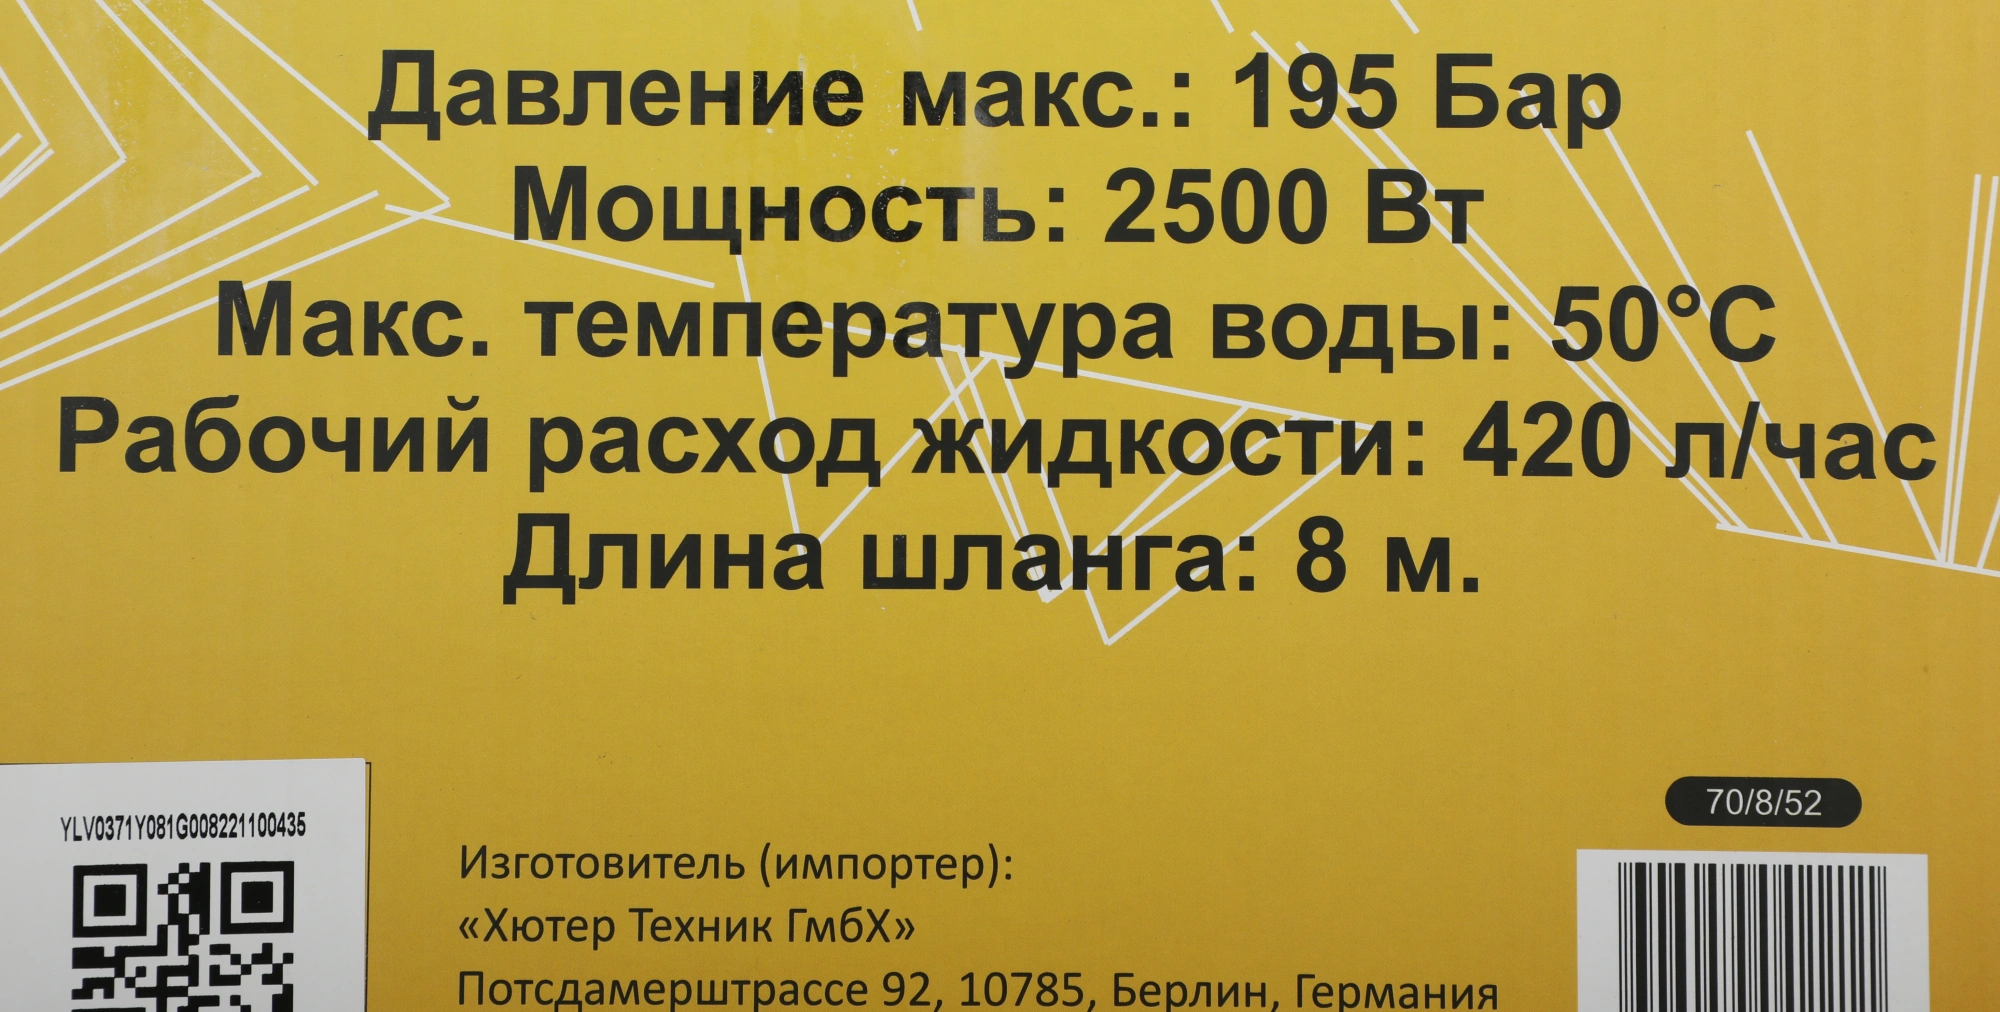 Давление макс.: 195 Бар
Мощность: 2500 Вт
Макс. температура воды: 50°С
Рабочий расход жидкости: 420 л/час
Длина шланга: 8 м.
70/8/52
YLV0371Y081G008221100435
Изготовитель (импортер):
«Хютер Техник ГмбХ»
Потсдамерштрассе 92, 10785, Берлин, Германия